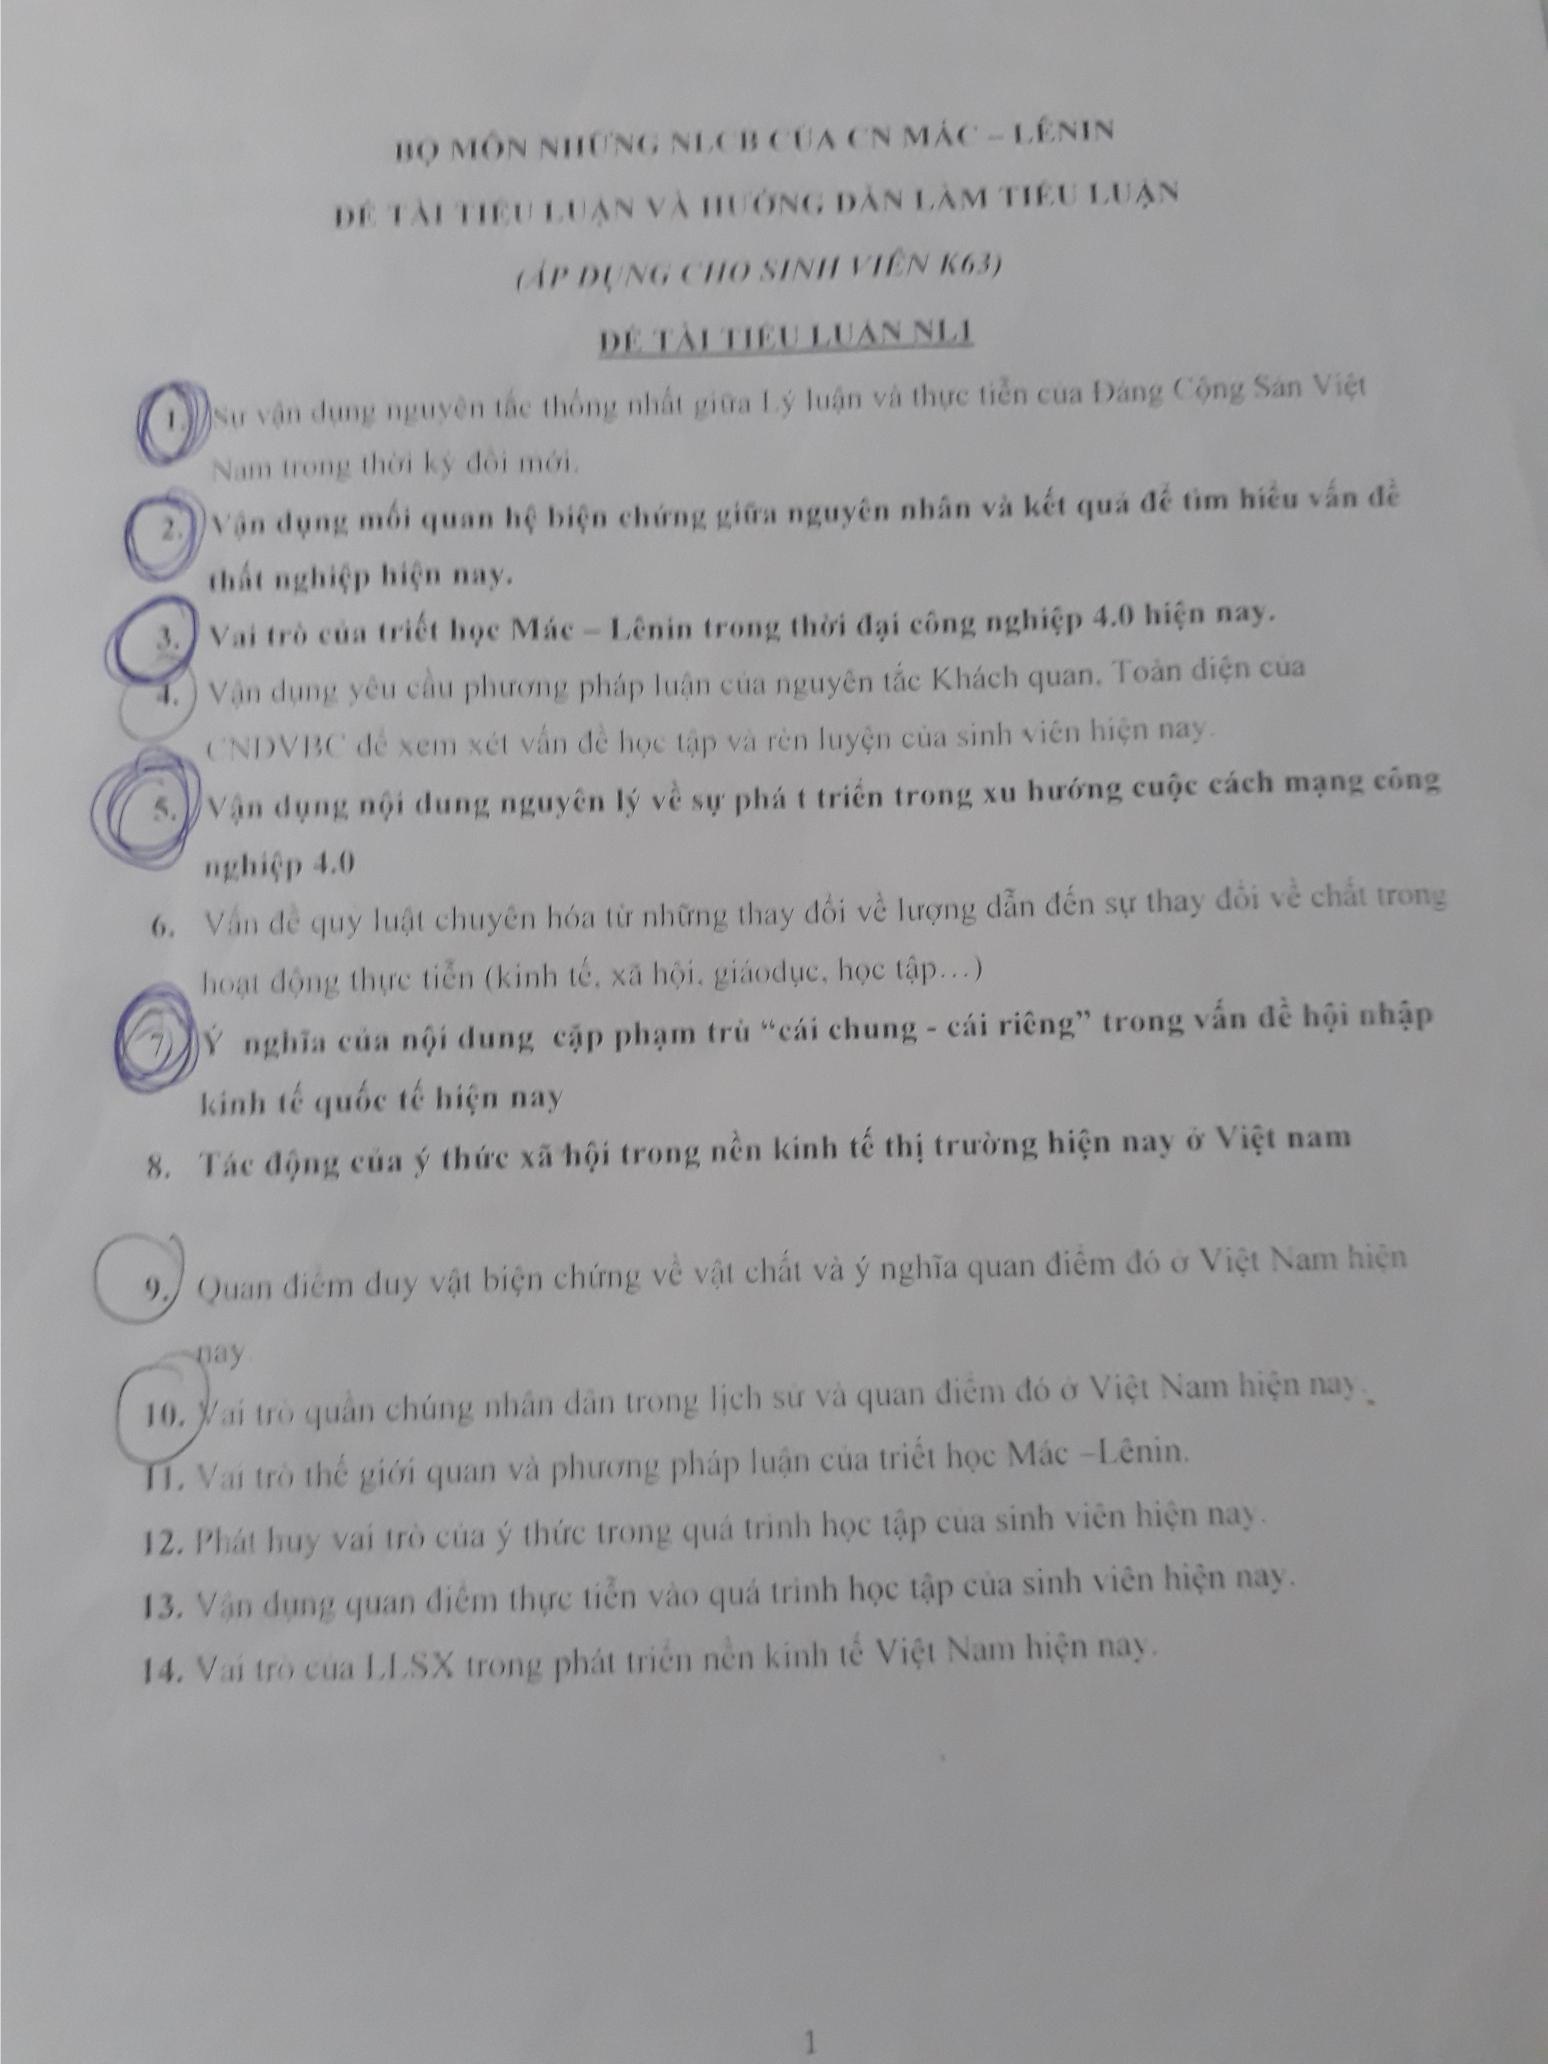 BỘ MÔN NHỮNG NLCB CỦA CN MÁC – LÊNIN
ĐỀ TÀI TIỂU LUẬN VÀ HƯỚNG DẪN LÀM TIỂU LUẬN
(ÁP DỤNG CHO SINH VIÊN K63)
ĐỀ TÀI TIỂU LUẬN NL1
1. Sự vận dụng nguyên tắc thống nhất giữa Lý luận và thực tiễn của Đảng Cộng Sản Việt
Nam trong thời kỳ đổi mới.
2. Vận dụng mối quan hệ biện chứng giữa nguyên nhân và kết quả để tìm hiểu vấn đề
thất nghiệp hiện nay.
3. Vai trò của triết học Mác – Lênin trong thời đại công nghiệp 4.0 hiện nay.
4. Vận dụng yêu cầu phương pháp luận của nguyên tắc Khách quan, Toàn diện của
CNDVBC để xem xét vấn đề học tập và rèn luyện của sinh viên hiện nay.
5. Vận dụng nội dung nguyên lý về sự phá t triển trong xu hướng cuộc cách mạng công
nghiệp 4.0
6. Vấn đề quy luật chuyển hóa từ những thay đổi về lượng dẫn đến sự thay đổi về chất trong
hoạt động thực tiễn (kinh tế, xã hội, giáodục, học tập…)
7. Ý nghĩa của nội dung cặp phạm trù “cái chung - cái riêng” trong vấn đề hội nhập
kinh tế quốc tế hiện nay
8. Tác động của ý thức xã hội trong nền kinh tế thị trường hiện nay ở Việt nam
9. Quan điểm duy vật biện chứng về vật chất và ý nghĩa quan điểm đó ở Việt Nam hiện
nay.
10. Vai trò quần chúng nhân dân trong lịch sử và quan điểm đó ở Việt Nam hiện nay.
11. Vai trò thế giới quan và phương pháp luận của triết học Mác –Lênin.
12. Phát huy vai trò của ý thức trong quá trình học tập của sinh viên hiện nay.
13. Vận dụng quan điểm thực tiễn vào quá trình học tập của sinh viên hiện nay.
14. Vai trò của LLSX trong phát triển nền kinh tế Việt Nam hiện nay.
1